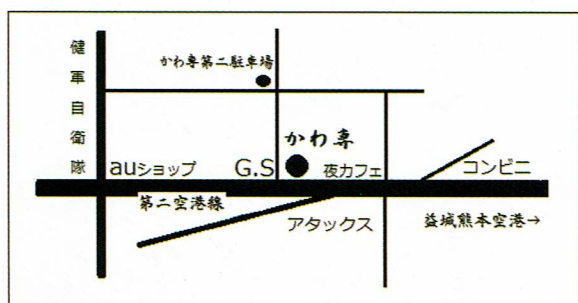 健軍自衛隊
かわ専第二駐車場
かわ専
auショップ
G.S
夜カフェ
コンビニ
第二空港線
アタックス
益城熊本空港→